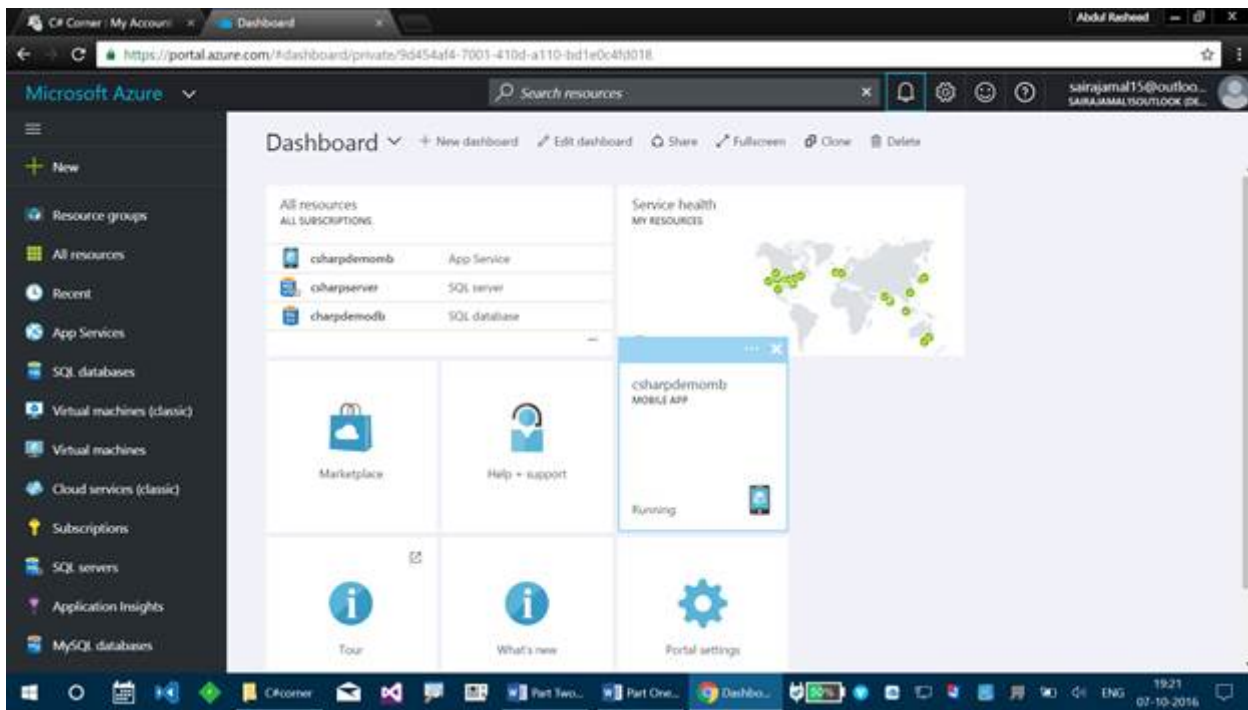 C# Corner : My Account
Dashboard
Abdul Rasheed
https://portal.azure.com/#dashboard/private/9d454af4-7001-410d-a110-bd1e0c4fd018
Microsoft Azure
Search resources
sairajamal15@outloo...
SAIRAJAMAL15OUTLOOK (DE...
Dashboard
+ New dashboard
Edit dashboard
Share
Fullscreen
Clone
Delete
New
Resource groups
All resources
Recent
App Services
SQL databases
Virtual machines (classic)
Virtual machines
Cloud services (classic)
Subscriptions
SQL servers
Application Insights
MySQL databases
All resources
ALL SUBSCRIPTIONS
csharpdemomb App Service
csharpserver SQL server
charpdemodb SQL database
Service health
MY RESOURCES
Marketplace
Help + support
csharpdemomb
MOBILE APP
Running
Tour
What's new
Portal settings
C#corner
Part Two...
Part One...
Dashbo...
50%
ENG
19:21
07-10-2016